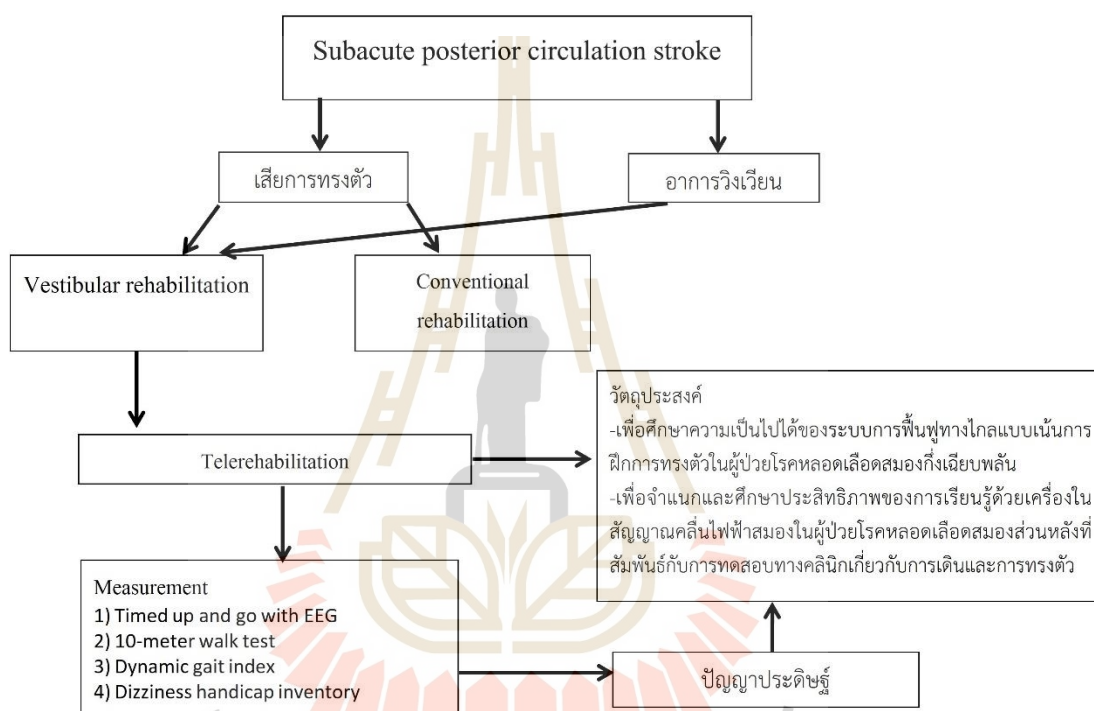 Subacute posterior circulation stroke
เสียการทรงตัว
อาการวิงเวียน
Vestibular rehabilitation
Conventional
rehabilitation
Telerehabilitation
วัตถุประสงค์
-เพื่อศึกษาความเป็นไปได้ของระบบการฟื้นฟูทางไกลแบบเน้นการ
ฝึกการทรงตัวในผู้ป่วยโรคหลอดเลือดสมองกึ่งเฉียบพลัน
-เพื่อจำแนกและศึกษาประสิทธิภาพของการเรียนรู้ด้วยเครื่องใน
สัญญาณคลื่นไฟฟ้าสมองในผู้ป่วยโรคหลอดเลือดสมองส่วนหลังที่
สัมพันธ์กับการทดสอบทางคลินิกเกี่ยวกับการเดินและการทรงตัว
Measurement
1) Timed up and go with EEG
2) 10-meter walk test
3) Dynamic gait index
4) Dizziness handicap inventory
ปัญญาประดิษฐ์